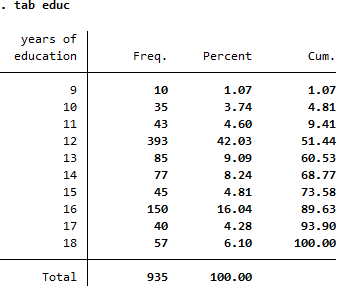 . tab educ
years of
education Freq. Percent Cum.
9 10 1.07 1.07
10 35 3.74 4.81
11 43 4.60 9.41
12 393 42.03 51.44
13 85 9.09 60.53
14 77 8.24 68.77
15 45 4.81 73.58
16 150 16.04 89.63
17 40 4.28 93.90
18 57 6.10 100.00
Total 935 100.00